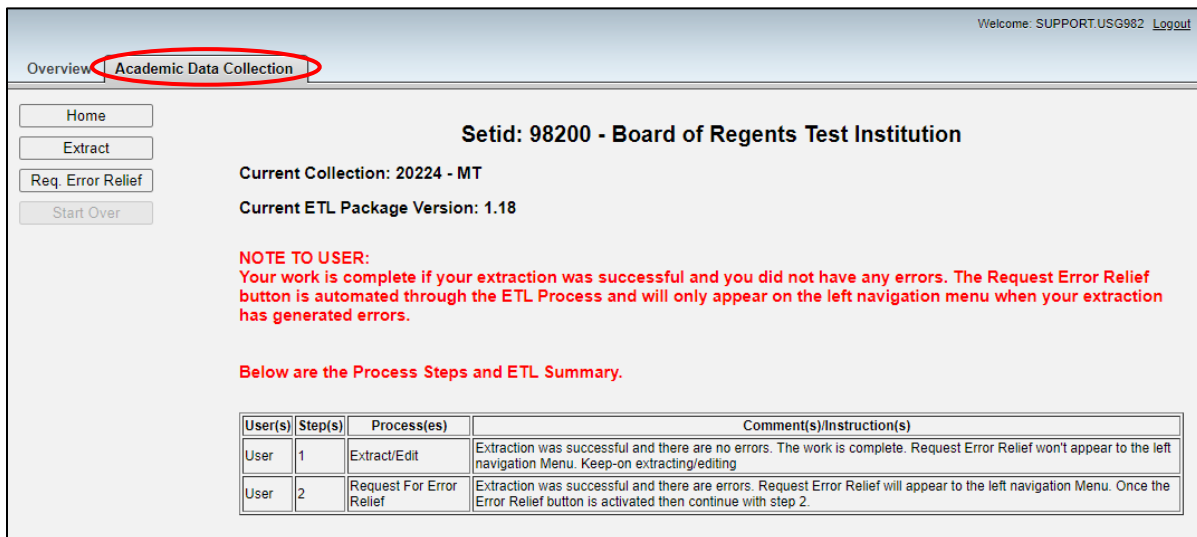 Welcome: SUPPORT.USG982 Logout
Overview Academic Data Collection
Home
Extract
Req. Error Relief
Start Over
Setid: 98200 - Board of Regents Test Institution
Current Collection: 20224 - MT
Current ETL Package Version: 1.18
NOTE TO USER:
Your work is complete if your extraction was successful and you did not have any errors. The Request Error Relief
button is automated through the ETL Process and will only appear on the left navigation menu when your extraction
has generated errors.
Below are the Process Steps and ETL Summary.
User(s) Step(s) Process(es) Comment(s)/Instruction(s)
User 1 Extract/Edit Extraction was successful and there are no errors. The work is complete. Request Error Relief won't appear to the left
navigation Menu. Keep-on extracting/editing
User 2 Request For Error Relief Extraction was successful and there are errors. Request Error Relief will appear to the left navigation Menu. Once the
Error Relief button is activated then continue with step 2.